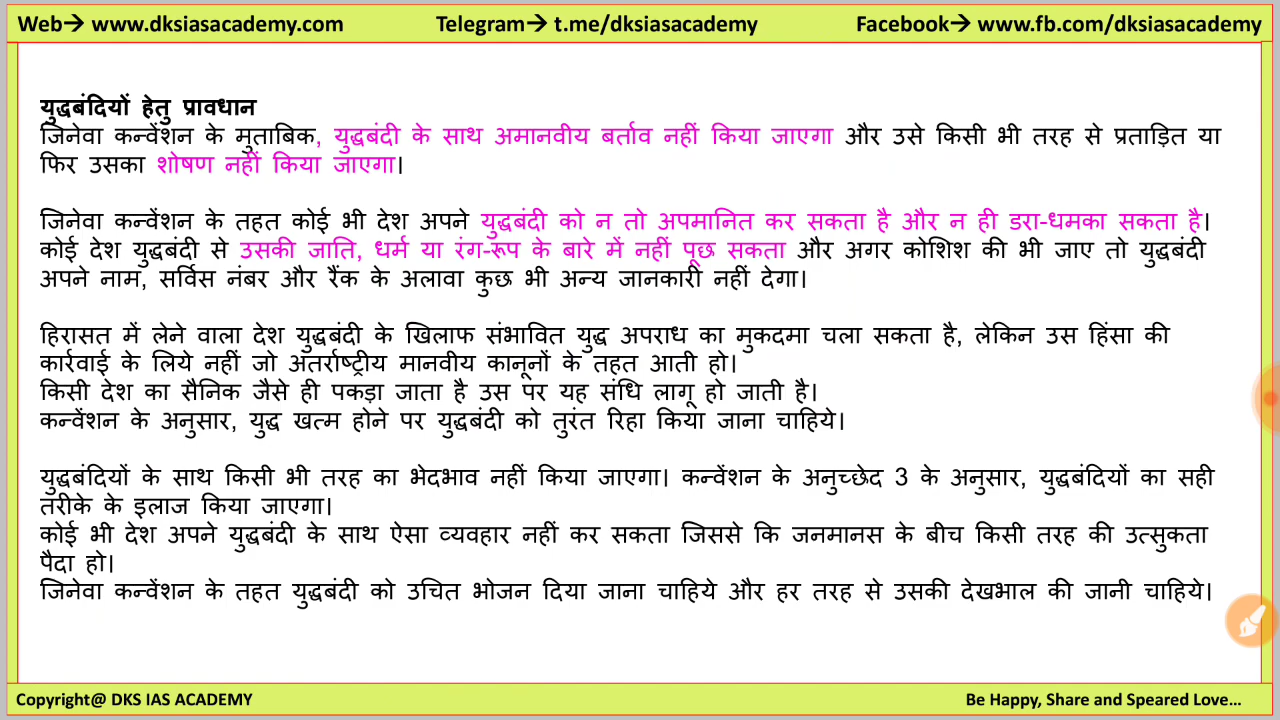 Web→ www.dksiasacademy.com Telegram→ t.me/dksiasacademy Facebook→ www.fb.com/dksiasacademy
युद्धबंदियों हेतु प्रावधान
जिनेवा कन्वेंशन के मुताबिक, युद्धबंदी के साथ अमानवीय बर्ताव नहीं किया जाएगा और उसे किसी भी तरह से प्रताड़ित या
फिर उसका शोषण नहीं किया जाएगा।
जिनेवा कन्वेंशन के तहत कोई भी देश अपने युद्धबंदी को न तो अपमानित कर सकता है और न ही डरा-धमका सकता है।
कोई देश युद्धबंदी से उसकी जाति, धर्म या रंग-रूप के बारे में नहीं पूछ सकता और अगर कोशिश की भी जाए तो युद्धबंदी
अपने नाम, सर्विस नंबर और रैंक के अलावा कुछ भी अन्य जानकारी नहीं देगा।
हिरासत में लेने वाला देश युद्धबंदी के खिलाफ संभावित युद्ध अपराध का मुकदमा चला सकता है, लेकिन उस हिंसा की
कार्रवाई के लिये नहीं जो अंतर्राष्ट्रीय मानवीय कानूनों के तहत आती हो।
किसी देश का सैनिक जैसे ही पकड़ा जाता है उस पर यह संधि लागू हो जाती है।
कन्वेंशन के अनुसार, युद्ध खत्म होने पर युद्धबंदी को तुरंत रिहा किया जाना चाहिये।
युद्धबंदियों के साथ किसी भी तरह का भेदभाव नहीं किया जाएगा। कन्वेंशन के अनुच्छेद 3 के अनुसार, युद्धबंदियों का सही
तरीके के इलाज किया जाएगा।
कोई भी देश अपने युद्धबंदी के साथ ऐसा व्यवहार नहीं कर सकता जिससे कि जनमानस के बीच किसी तरह की उत्सुकता
पैदा हो।
जिनेवा कन्वेंशन के तहत युद्धबंदी को उचित भोजन दिया जाना चाहिये और हर तरह से उसकी देखभाल की जानी चाहिये।
Copyright@ DKS IAS ACADEMY Be Happy, Share and Speared Love…